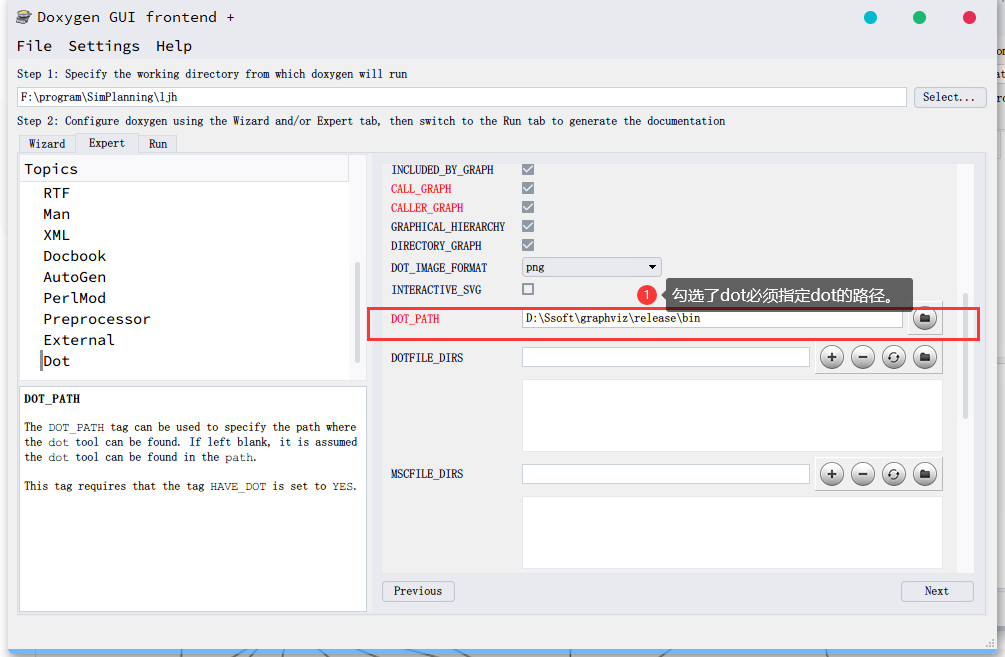 Doxygen GUI frontend +
File Settings Help
Step 1: Specify the working directory from which doxygen will run
F:\program\SimPlanning\ljh
Select...
Step 2: Configure doxygen using the Wizard and/or Expert tab, then switch to the Run tab to generate the documentation
Wizard Expert Run
Topics
RTF
Man
XML
Docbook
AutoGen
PerlMod
Preprocessor
External
Dot
DOT_PATH
The DOT_PATH tag can be used to specify the path where
the dot tool can be found. If left blank, it is assumed
the dot tool can be found in the path.
This tag requires that the tag HAVE_DOT is set to YES.
INCLUDED_BY_GRAPH
CALL_GRAPH
CALLER_GRAPH
GRAPHICAL_HIERARCHY
DIRECTORY_GRAPH
DOT_IMAGE_FORMAT png
INTERACTIVE_SVG
1 勾选了dot必须指定dot的路径。
DOT_PATH D:\Ssoft\graphviz\release\bin
DOTFILE_DIRS
MSCFILE_DIRS
Previous Next